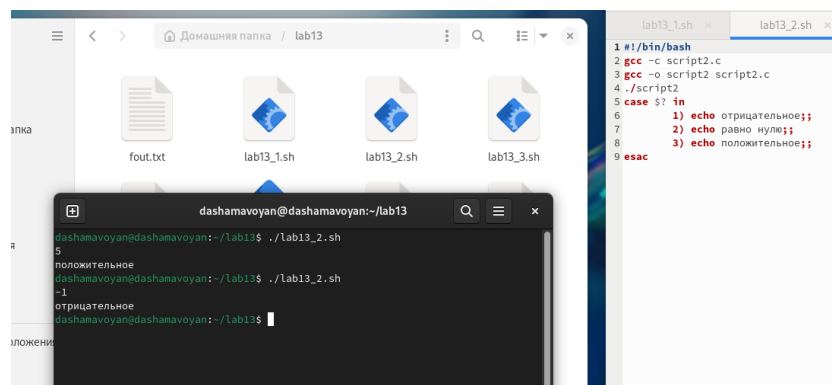 Домашняя папка / lab13
апка
я
оложения
fout.txt
lab13_1.sh
lab13_2.sh
lab13_3.sh
dashamavoyan@dashamavoyan:~/lab13
dashamavoyan@dashamavoyan:~/lab13$ ./lab13_2.sh
5
положительное
dashamavoyan@dashamavoyan:~/lab13$ ./lab13_2.sh
-1
отрицательное
dashamavoyan@dashamavoyan:~/lab13$
lab13_1.sh ×
lab13_2.sh ×
1 #!/bin/bash
2 gcc -c script2.c
3 gcc -o script2 script2.c
4 ./script2
5 case $? in
6 1) echo отрицательное;;
7 2) echo равно нулю;;
8 3) echo положительное;;
9 esac